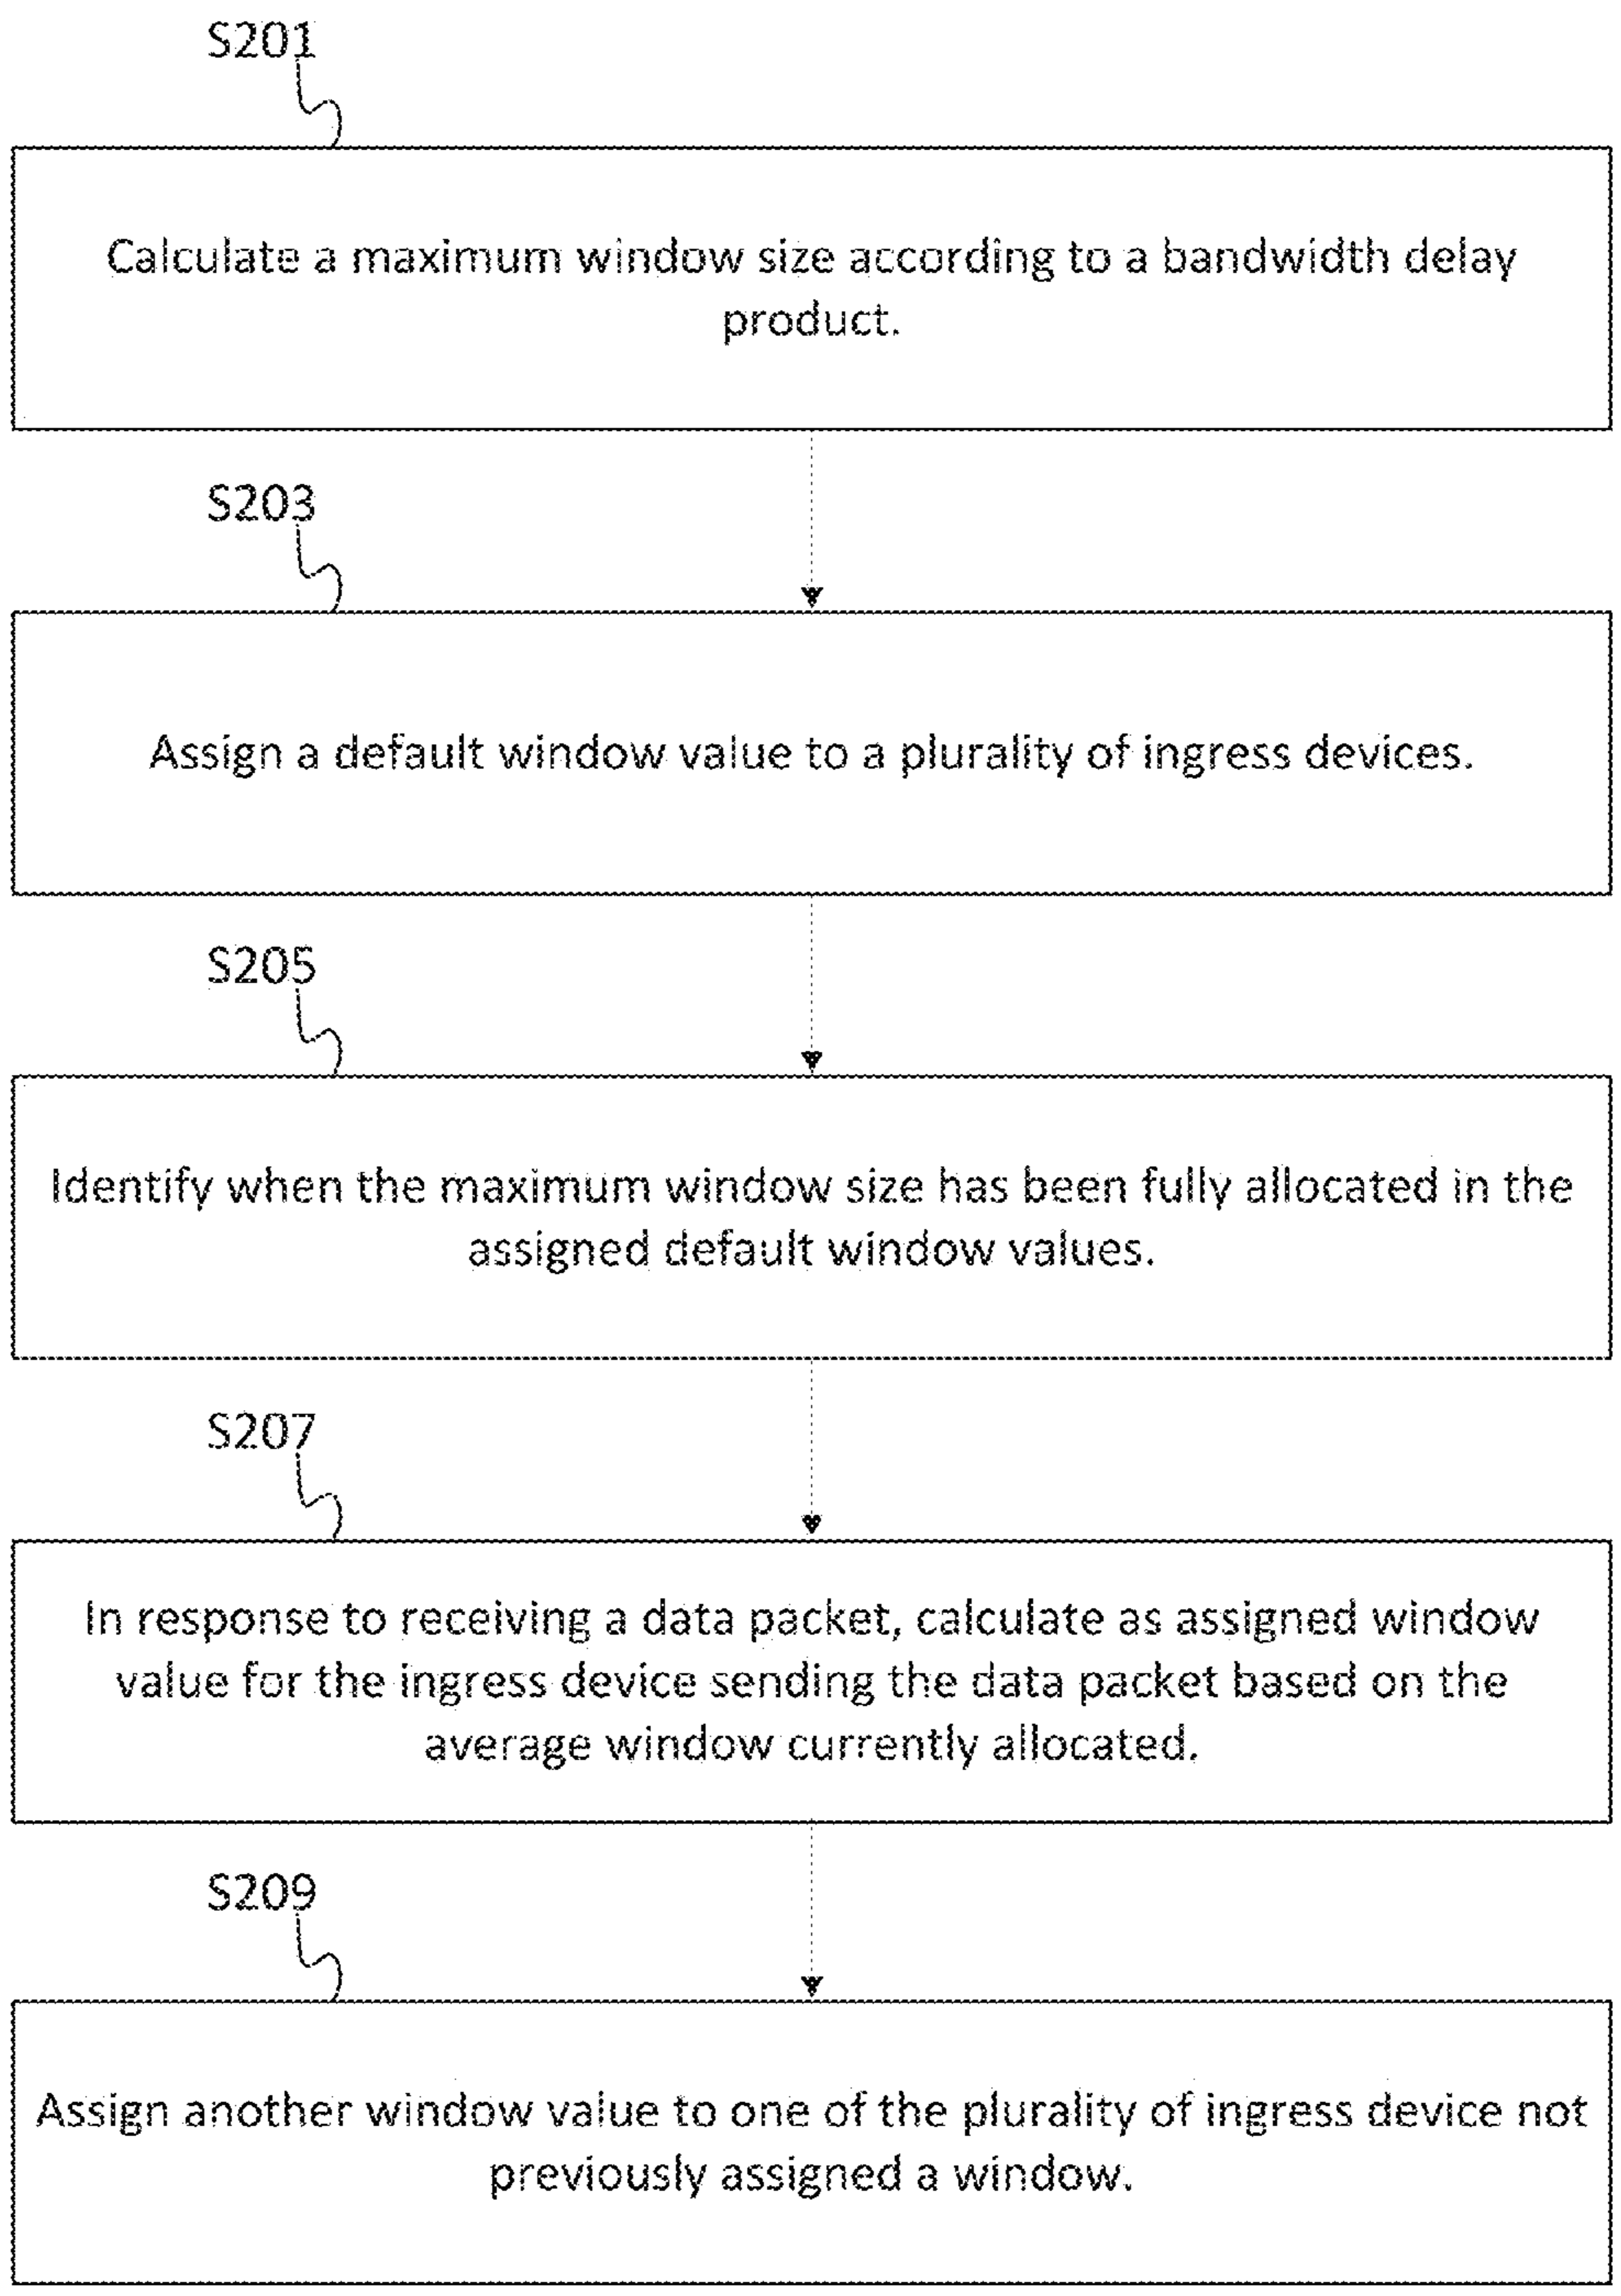 S201
Calculate a maximum window size according to a bandwidth delay
product.
S203
Assign a default window value to a plurality of ingress devices.
S205
Identify when the maximum window size has been fully allocated in the
assigned default window values.
S207
In response to receiving a data packet, calculate as assigned window
value for the ingress device sending the data packet based on the
average window currently allocated.
S209
Assign another window value to one of the plurality of ingress device not
previously assigned a window.